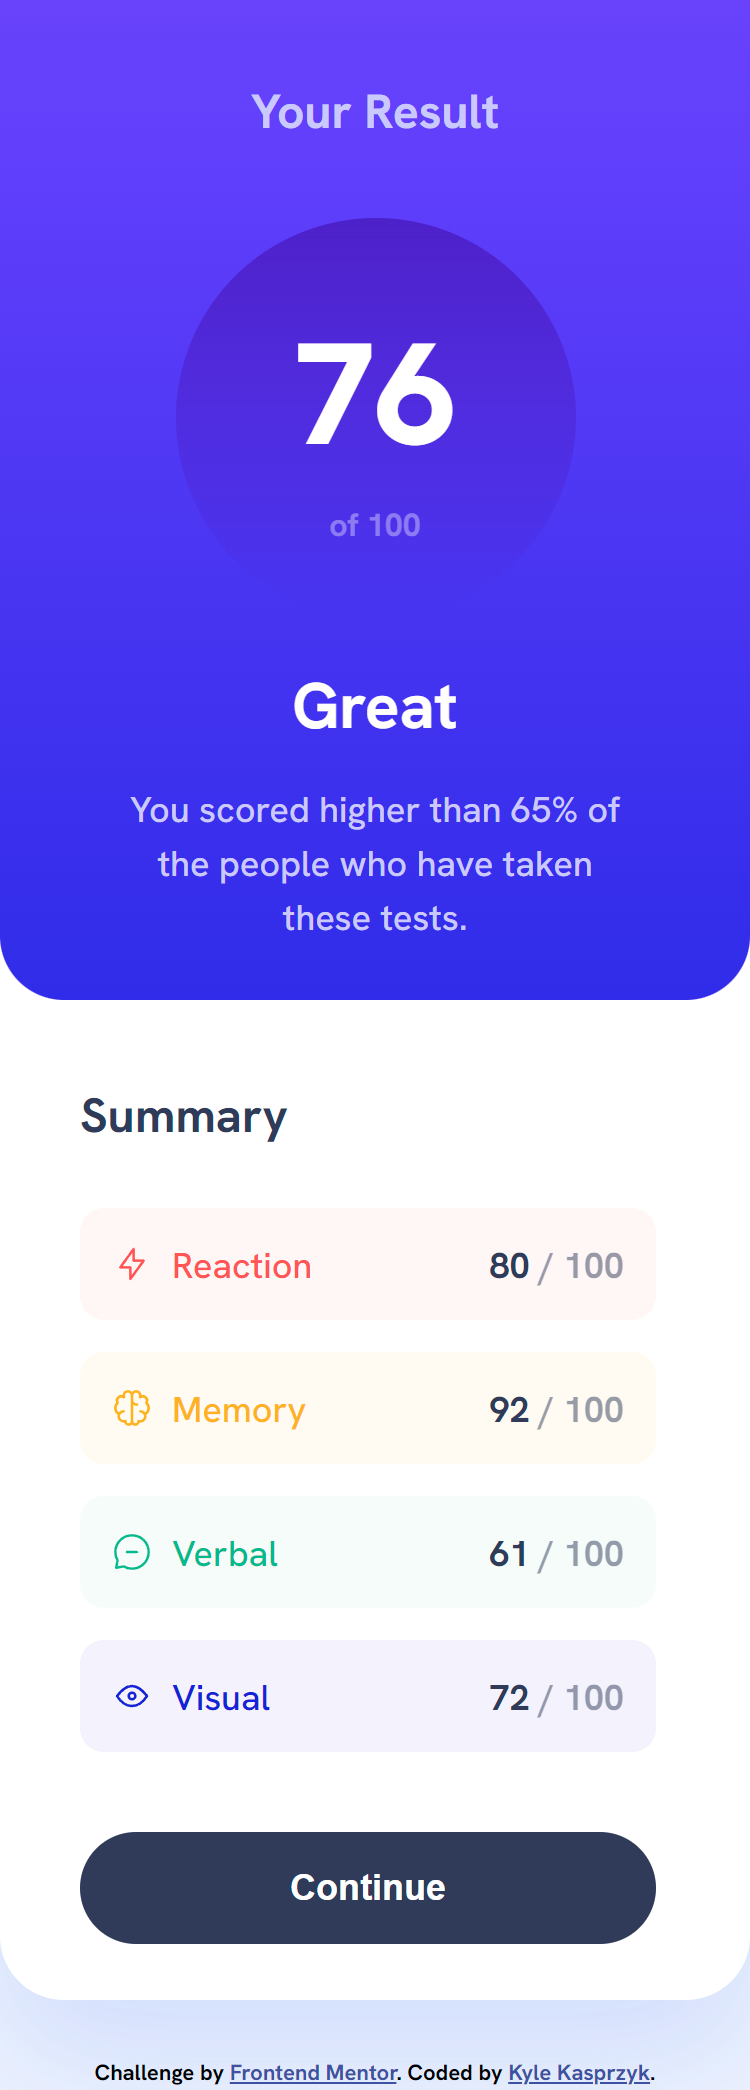 Your Result
76
of 100
Great
You scored higher than 65% of
the people who have taken
these tests.
Summary
Reaction 80 / 100
Memory 92 / 100
Verbal 61 / 100
Visual 72 / 100
Continue
Challenge by Frontend Mentor. Coded by Kyle Kasprzyk.